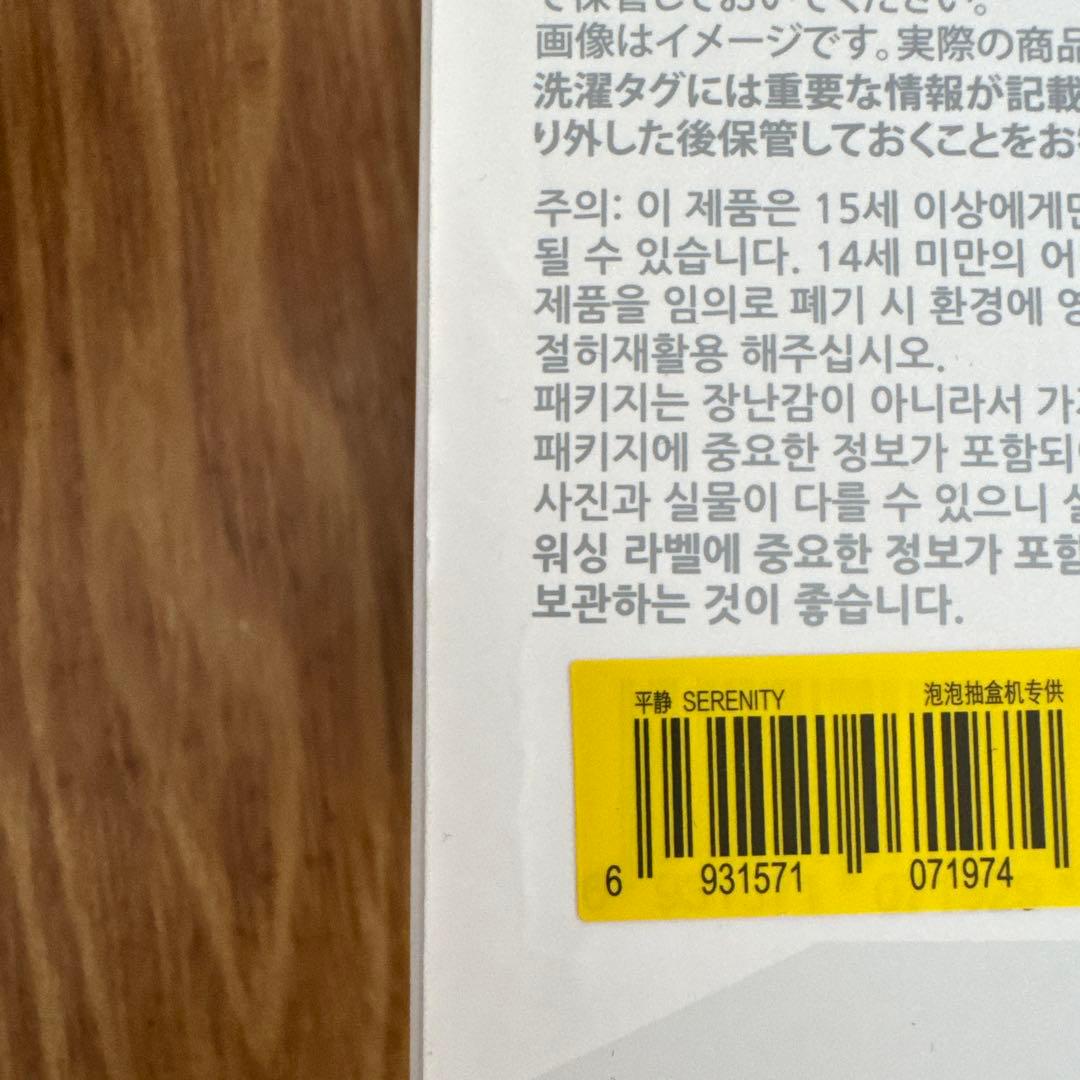 で保管しておいてください。
画像はイメージです。実際の商品
洗濯タグには重要な情報が記載
り外した後保管しておくことをお
주의: 이 제품은 15세 이상에게만
될 수 있습니다. 14세 미만의 어
제품을 임의로 폐기 시 환경에 영
절히재활용 해주십시오.
패키지는 장난감이 아니라서 가
패키지에 중요한 정보가 포함되
사진과 실물이 다를 수 있으니
워싱 라벨에 중요한 정보가 포함
보관하는 것이 좋습니다.
平静 SERENITY 泡泡抽盒机专供
6 931571 071974